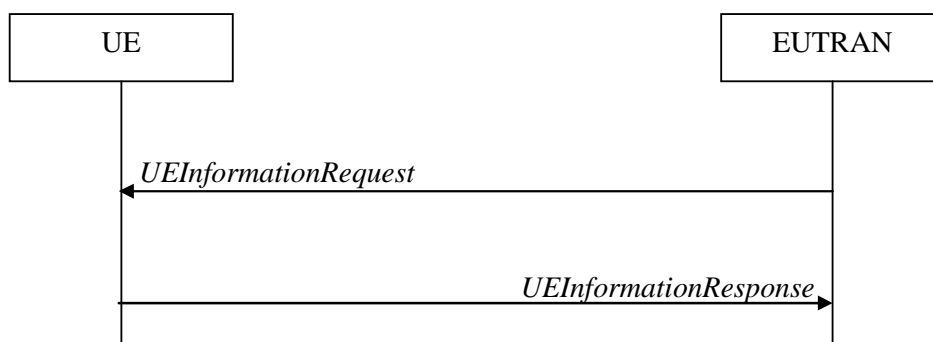 UE
EUTRAN
UEInformationRequest
UEInformationResponse